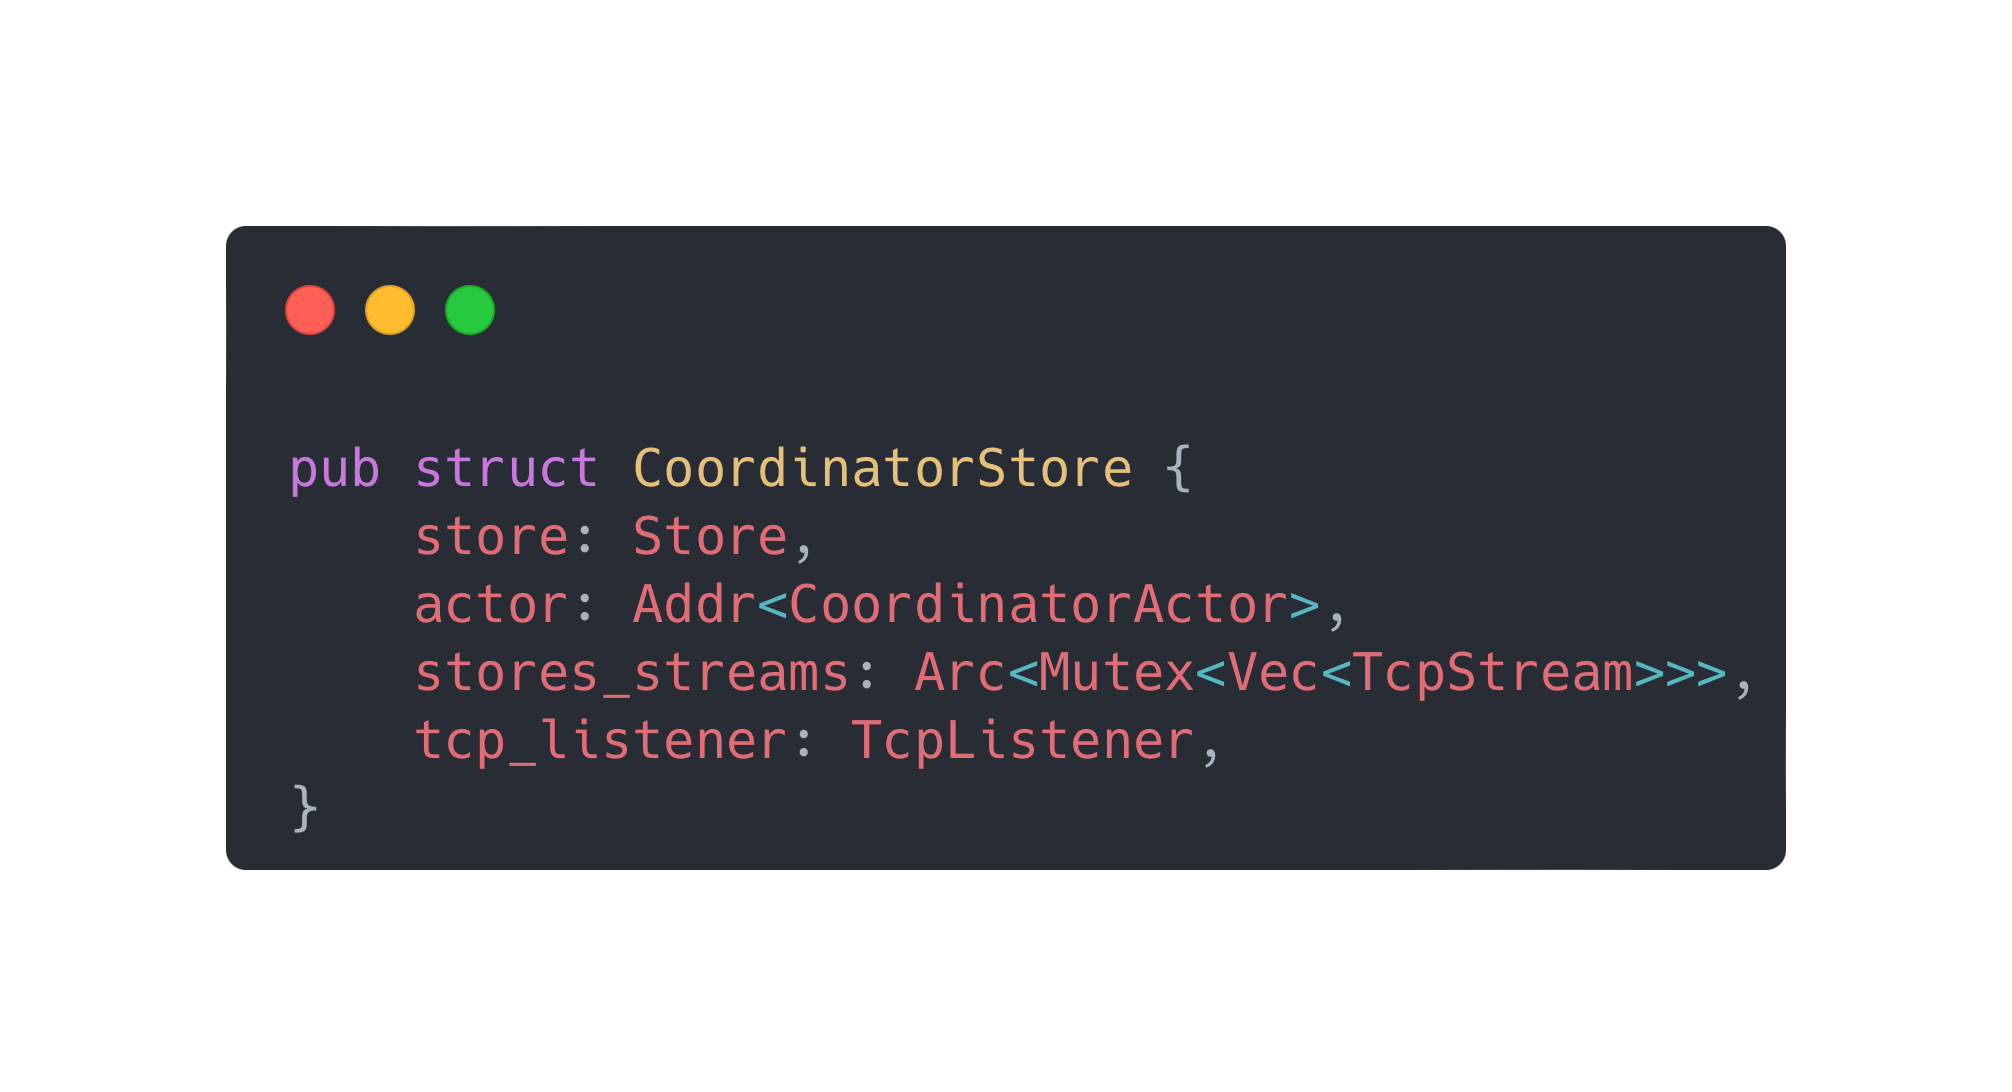 pub struct CoordinatorStore {
    store: Store,
    actor: Addr<CoordinatorActor>,
    stores_streams: Arc<Mutex<Vec<TcpStream>>>,
    tcp_listener: TcpListener,
}